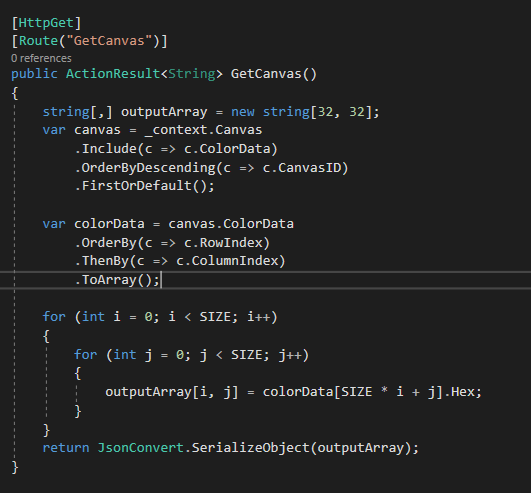 [HttpGet]
[Route("GetCanvas")]
0 references
public ActionResult<String> GetCanvas()
{
    string[,] outputArray = new string[32, 32];
    var canvas = _context.Canvas
        .Include(c => c.ColorData)
        .OrderByDescending(c => c.CanvasID)
        .FirstOrDefault();

    var colorData = canvas.ColorData
        .OrderBy(c => c.RowIndex)
        .ThenBy(c => c.ColumnIndex)
        .ToArray();

    for (int i = 0; i < SIZE; i++)
    {
        for (int j = 0; j < SIZE; j++)
        {
            outputArray[i, j] = colorData[SIZE * i + j].Hex;
        }
    }
    return JsonConvert.SerializeObject(outputArray);
}